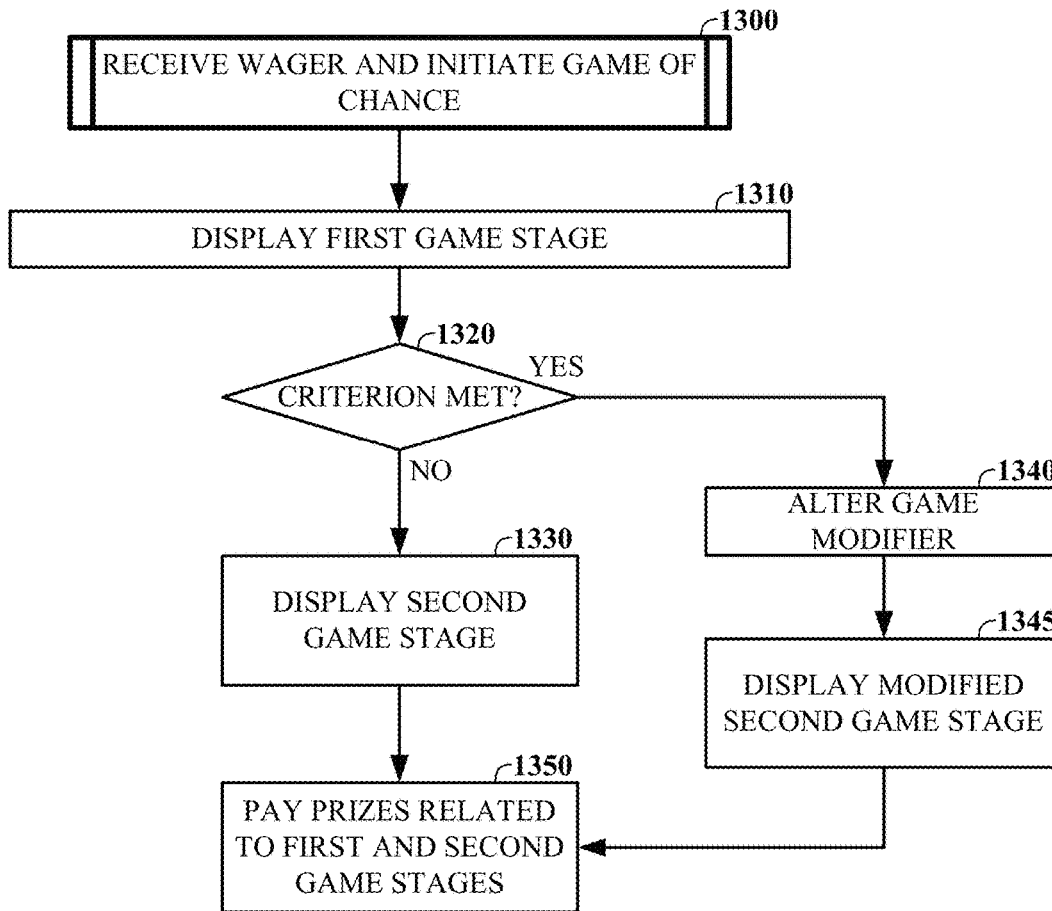 1300
RECEIVE WAGER AND INITIATE GAME OF
CHANCE
1310
DISPLAY FIRST GAME STAGE
1320
CRITERION MET?
YES
NO
1340
ALTER GAME
MODIFIER
1330
DISPLAY SECOND
GAME STAGE
1345
DISPLAY MODIFIED
SECOND GAME STAGE
1350
PAY PRIZES RELATED
TO FIRST AND SECOND
GAME STAGES